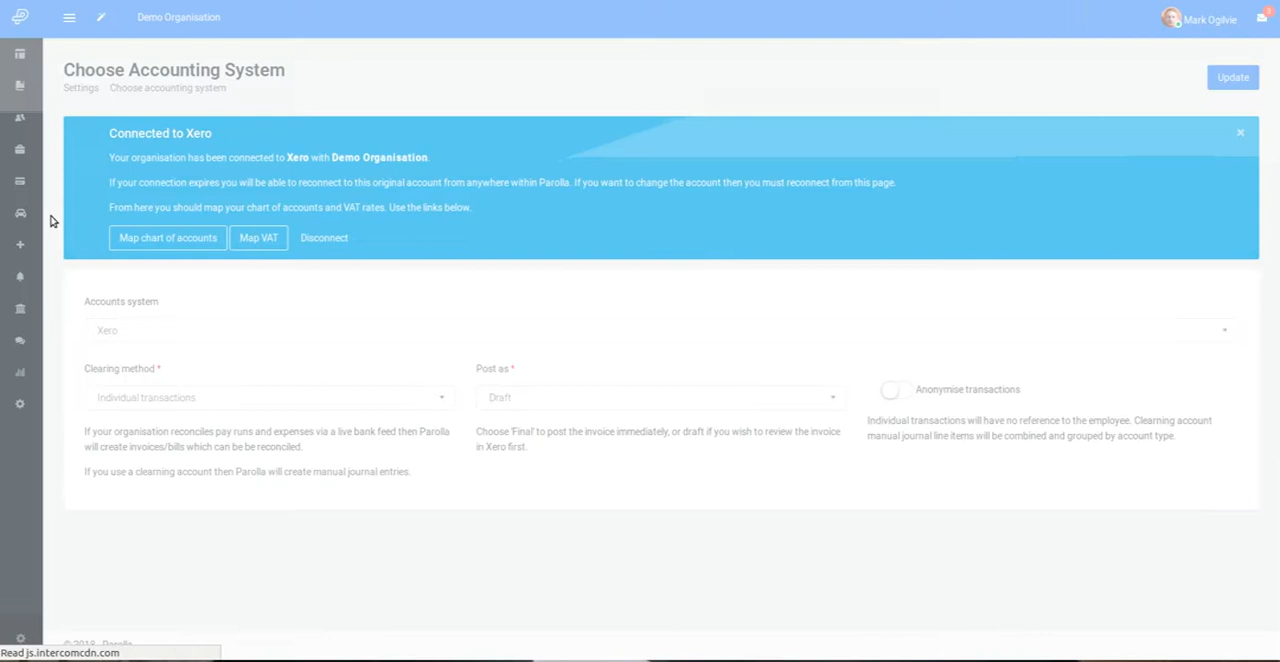 Demo Organisation
Mark Ogilvie
Choose Accounting System
Settings Choose accounting system
Update
Connected to Xero
Your organisation has been connected to Xero with Demo Organisation.
If your connection expires you will be able to reconnect to this original account from anywhere within Parolla. If you want to change the account then you must reconnect from this page.
From here you should map your chart of accounts and VAT rates. Use the links below.
Map chart of accounts Map VAT Disconnect
Accounts system
Xero
Clearing method *
Individual transactions
If your organisation reconciles pay runs and expenses via a live bank feed then Parolla
will create invoices/bills which can be be reconciled.
If you use a clearning account then Parolla will create manual journal entries.
Post as *
Draft
Choose 'Final' to post the invoice immediately, or draft if you wish to review the invoice
in Xero first.
Anonymise transactions
Individual transactions will have no reference to the employee. Clearning account
manual journal line items will be combined and grouped by account type.
© 2018 Parolla
Read js.intercomcdn.com